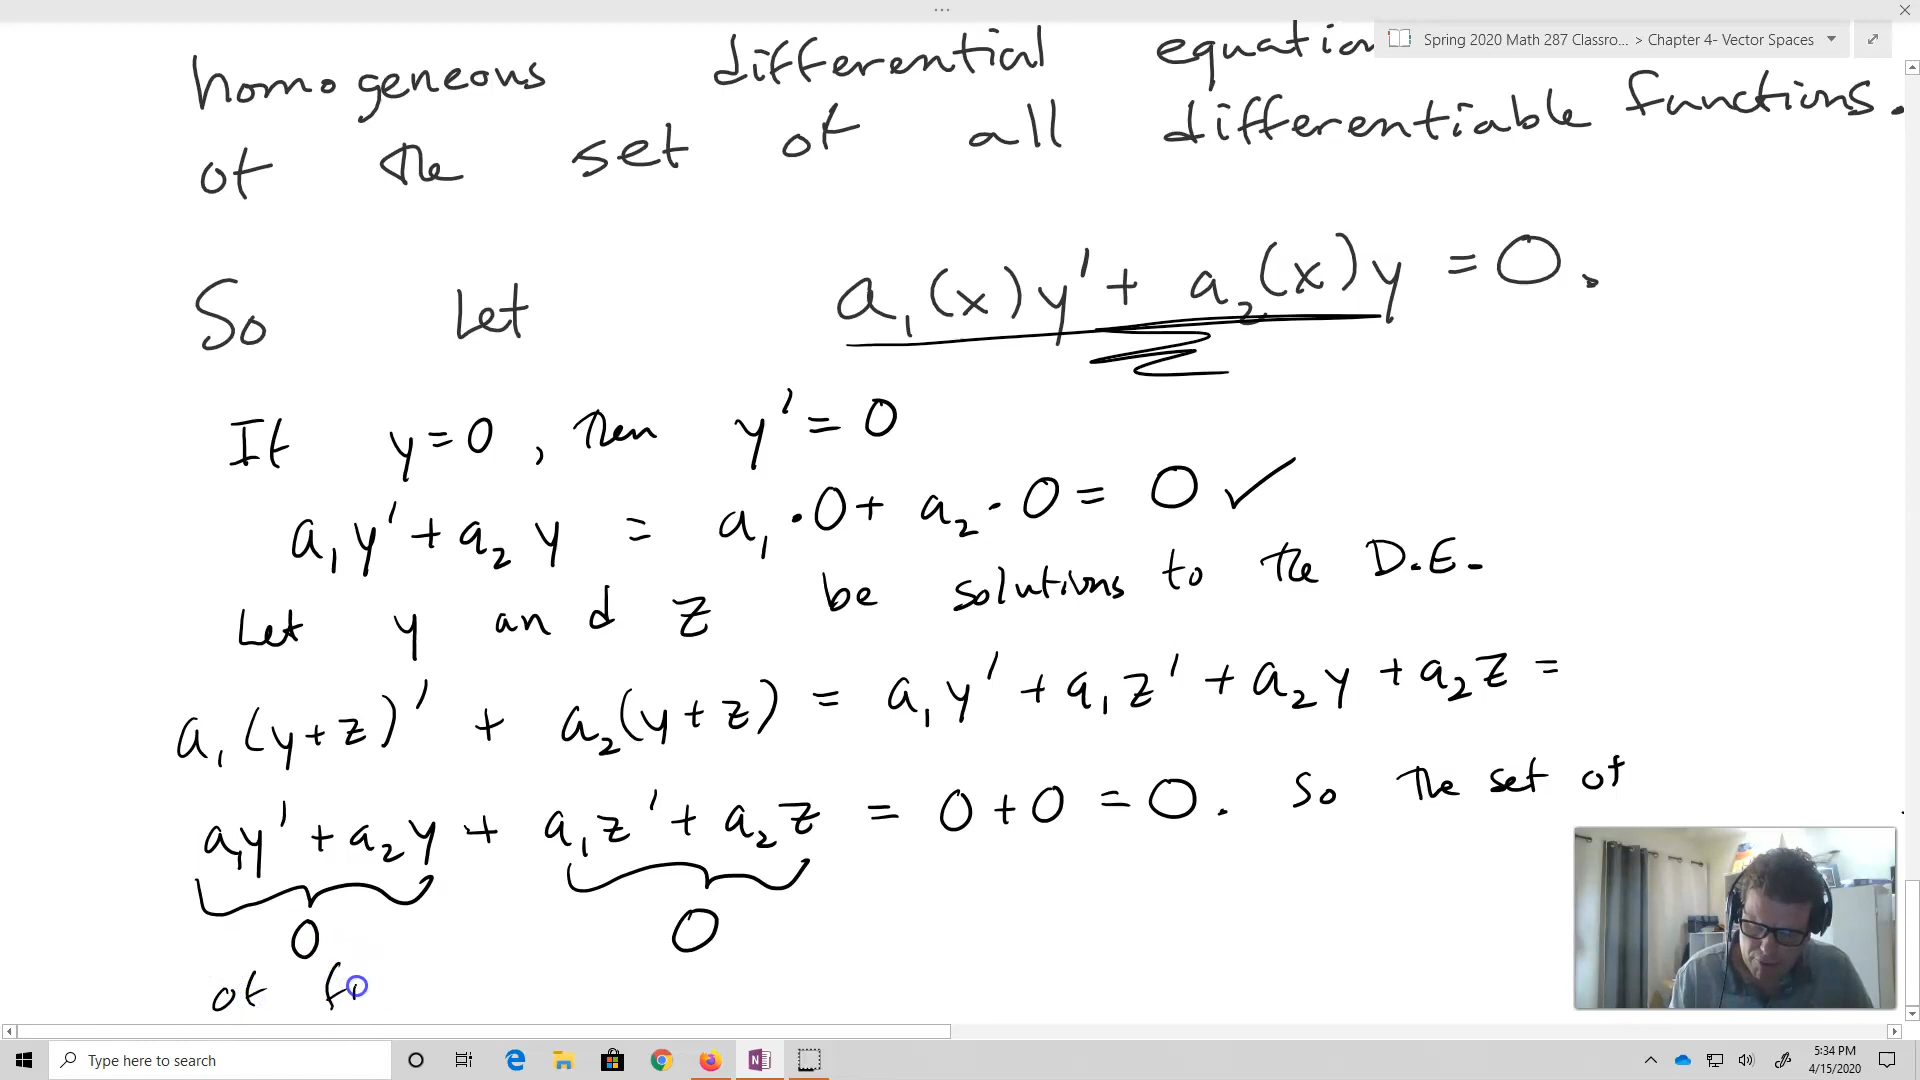 Spring 2020 Math 287 Classro... > Chapter 4- Vector Spaces
homogeneous differential equation
of the set of all differentiable functions.
So Let a₁(x)y' + a₂(x)y = 0.
If y=0, then y' = 0
a₁y' + a₂y = a₁·0 + a₂·0 = 0 ✓
Let y and z be solutions to the D.E.
a₁(y+z)' + a₂(y+z) = a₁y' + a₁z' + a₂y + a₂z =
a₁y' + a₂y + a₁z' + a₂z = 0+0 = 0. So the set of
0 0
of
Type here to search
5:34 PM
4/15/2020